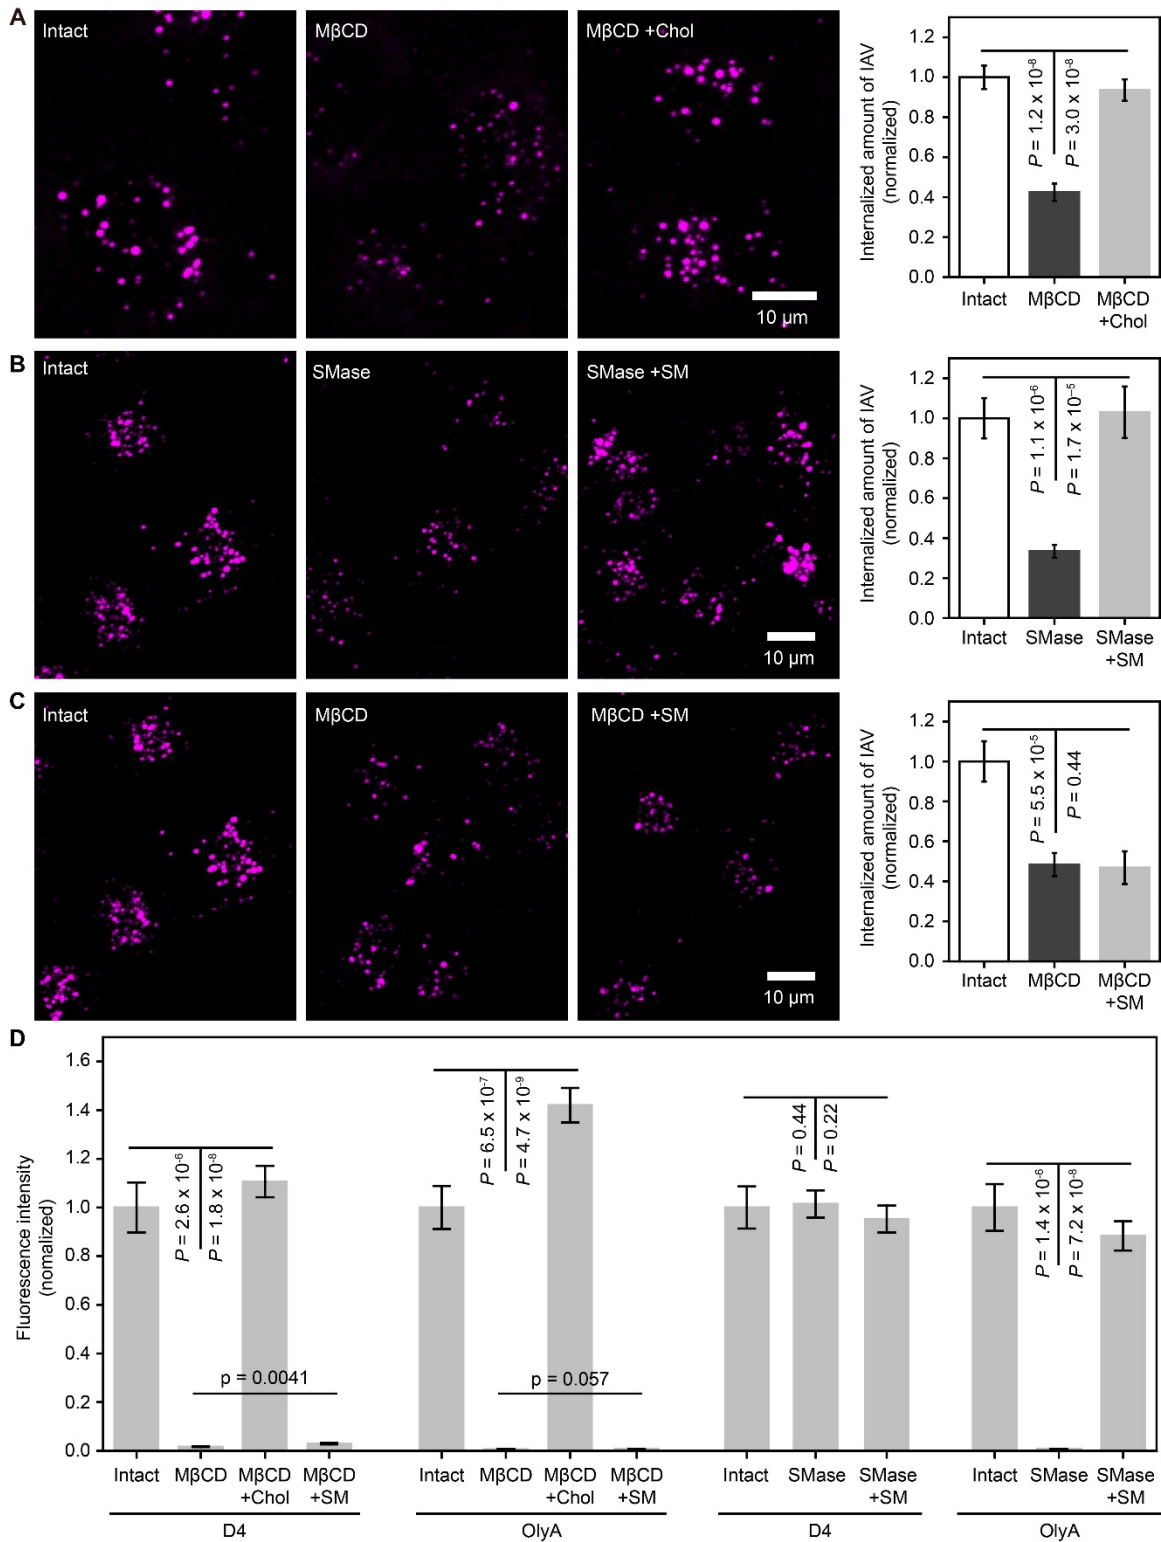 A
Intact
MβCD
MβCD +Chol
10 µm
Internalized amount of IAV
(normalized)
1.2
1.0
0.8
0.6
0.4
0.2
0.0
P = 1.2 x 10-8
P = 3.0 x 10-8
Intact
MβCD
MβCD
+Chol
B
Intact
SMase
SMase +SM
10 µm
Internalized amount of IAV
(normalized)
1.2
1.0
0.8
0.6
0.4
0.2
0.0
P = 1.1 x 10-6
P = 1.7 x 10–5
Intact
SMase
SMase
+SM
C
Intact
MβCD
MβCD +SM
10 µm
Internalized amount of IAV
(normalized)
1.2
1.0
0.8
0.6
0.4
0.2
0.0
P = 5.5 x 10-5
P = 0.44
Intact
MβCD
MβCD
+SM
D
Fluorescence intensity
(nomalized)
1.6
1.4
1.2
1.0
0.8
0.6
0.4
0.2
0.0
P = 2.6 x 10-6
P = 1.8 x 10-8
p = 0.0041
P = 6.5 x 10-7
P = 4.7 x 10-9
p = 0.057
P = 0.44
P = 0.22
P = 1.4 x 10-6
P = 7.2 x 10-8
Intact
MβCD
MβCD
+Chol
MβCD
+SM
Intact
MβCD
MβCD
+Chol
MβCD
+SM
Intact
SMase
SMase
+SM
Intact
SMase
SMase
+SM
D4
OlyA
D4
OlyA